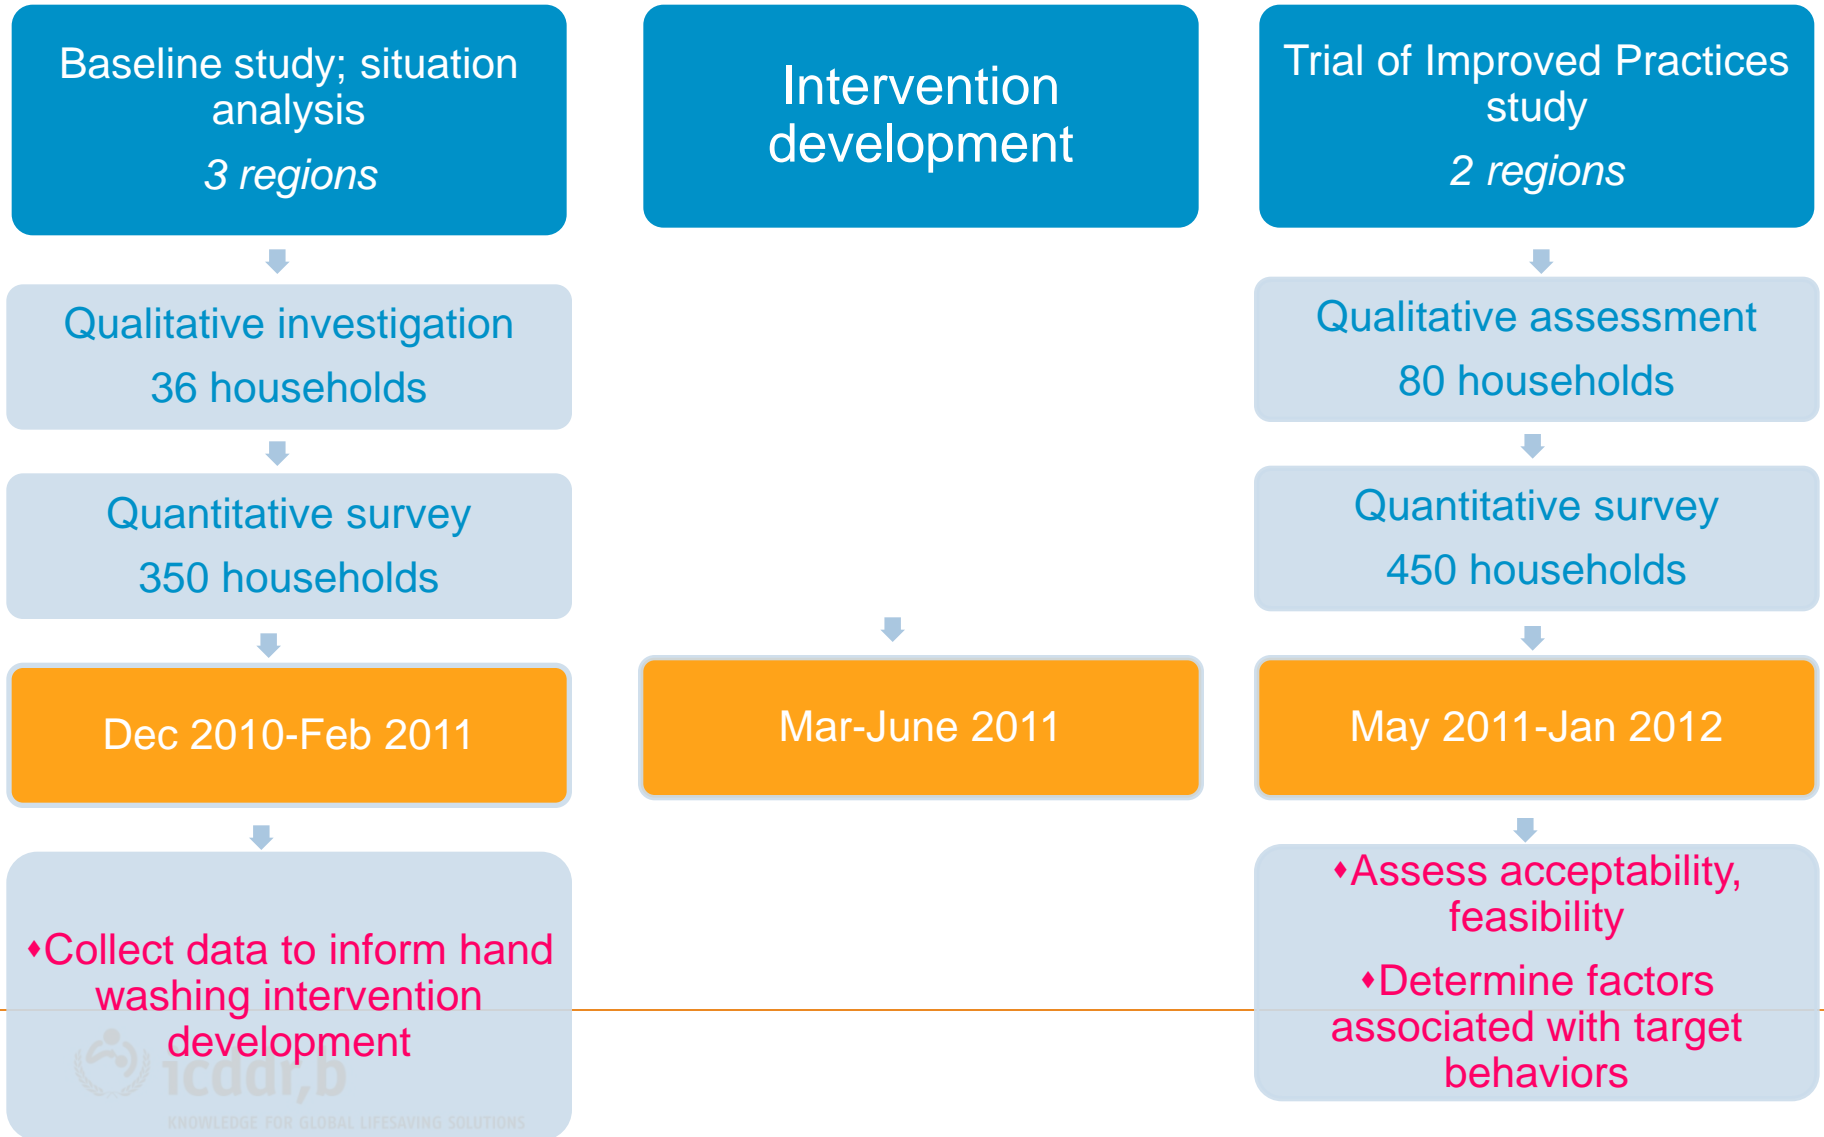 Baseline study; situation
analysis
3 regions
Qualitative investigation
36 households
Quantitative survey
350 households
Dec 2010-Feb 2011
♦Collect data to inform hand
washing intervention
development
icddr,b
KNOWLEDGE FOR GLOBAL LIFESAVING SOLUTIONS
Intervention
development
Mar-June 2011
Trial of Improved Practices
study
2 regions
Qualitative assessment
80 households
Quantitative survey
450 households
May 2011-Jan 2012
♦Assess acceptability,
feasibility
♦Determine factors
associated with target
behaviors